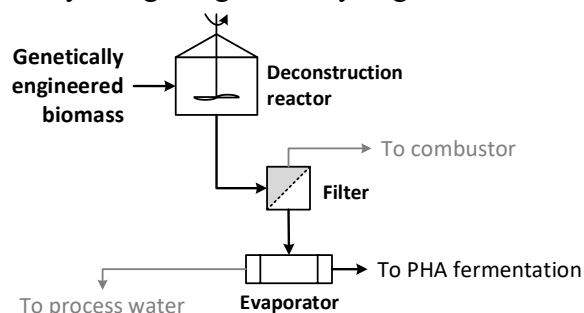 Genetically
engineered
biomass
Deconstruction
reactor
To combustor
Filter
To PHA fermentation
Evaporator
To process water